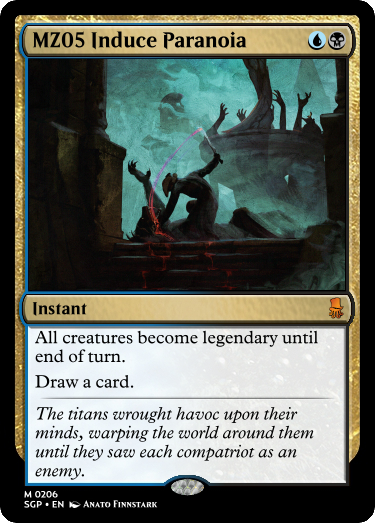 MZ05 Induce Paranoia
Instant
All creatures become legendary until
end of turn.
Draw a card.
The titans wrought havoc upon their
minds, warping the world around them
until they saw each compatriot as an
enemy.
M 0206
SGP • EN Anato Finnstark